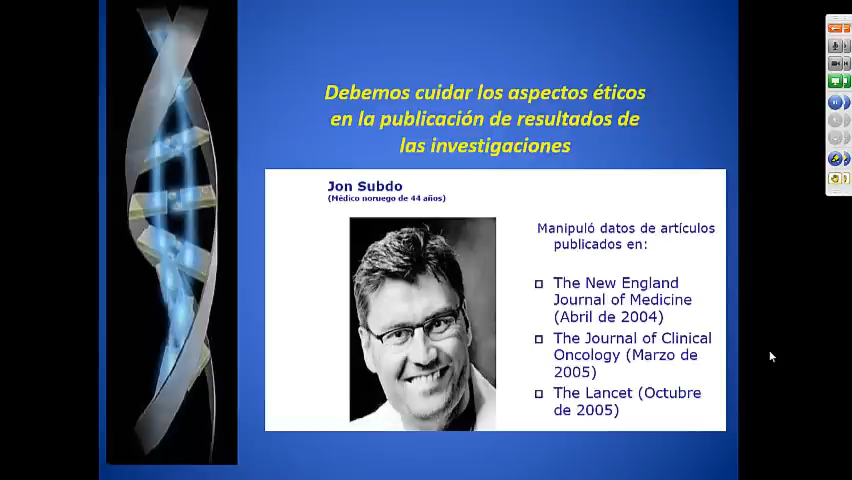 Debemos cuidar los aspectos éticos
en la publicación de resultados de
las investigaciones
Jon Subdo
(Médico noruego de 44 años)
Manipuló datos de artículos
publicados en:
The New England
Journal of Medicine
(Abril de 2004)
The Journal of Clinical
Oncology (Marzo de
2005)
The Lancet (Octubre
de 2005)